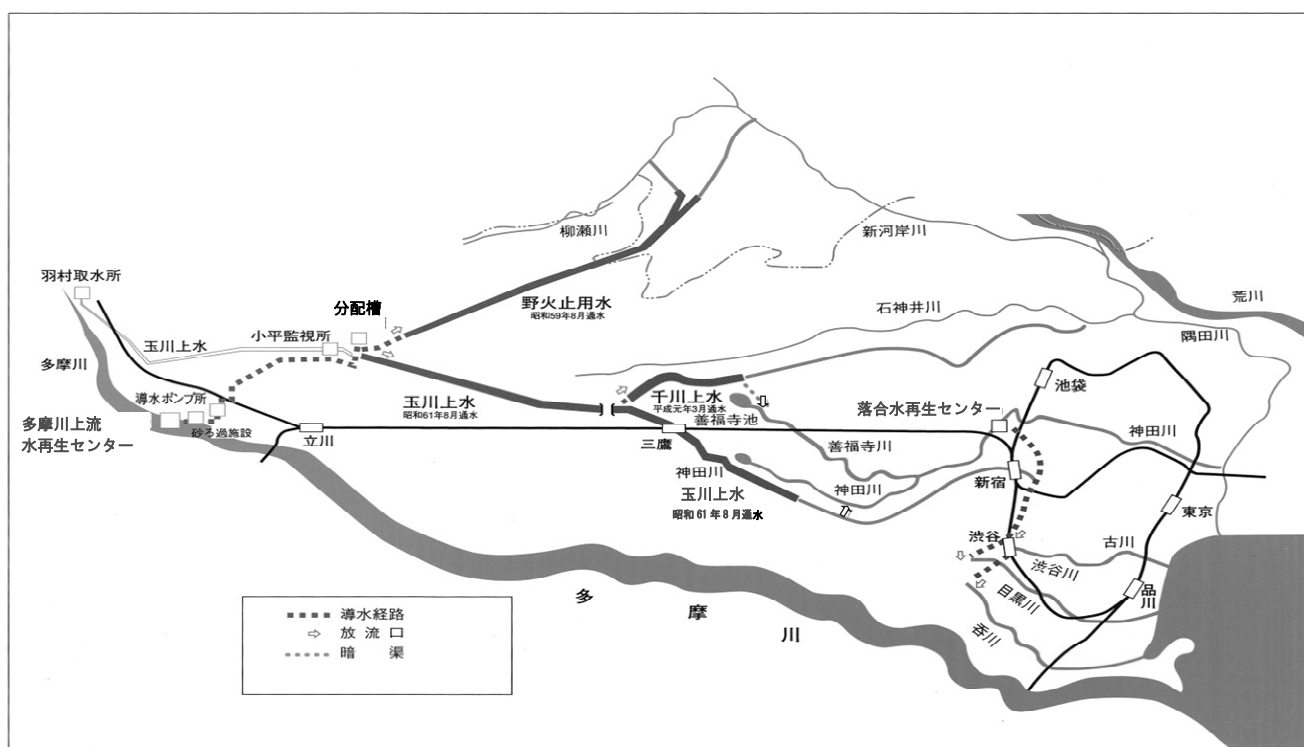 柳瀬川
新河岸川
羽村取水所
荒川
野火止用水
昭和59年8月通水
分配槽
石神井川
小平監視所
玉川上水
隅田川
多摩川
池袋
導水ポンプ所
玉川上水
昭和61年8月通水
千川上水
平成元年3月通水
善福寺池
落合水再生センター
多摩川上流
水再生センター
砂ろ過施設
立川
三鷹
神田川
善福寺川
神田川
新宿
神田川
玉川上水
昭和61年8月通水
東京
渋谷
古川
渋谷川
目黒川
品川
呑川
多摩川
導水経路
放流口
暗渠